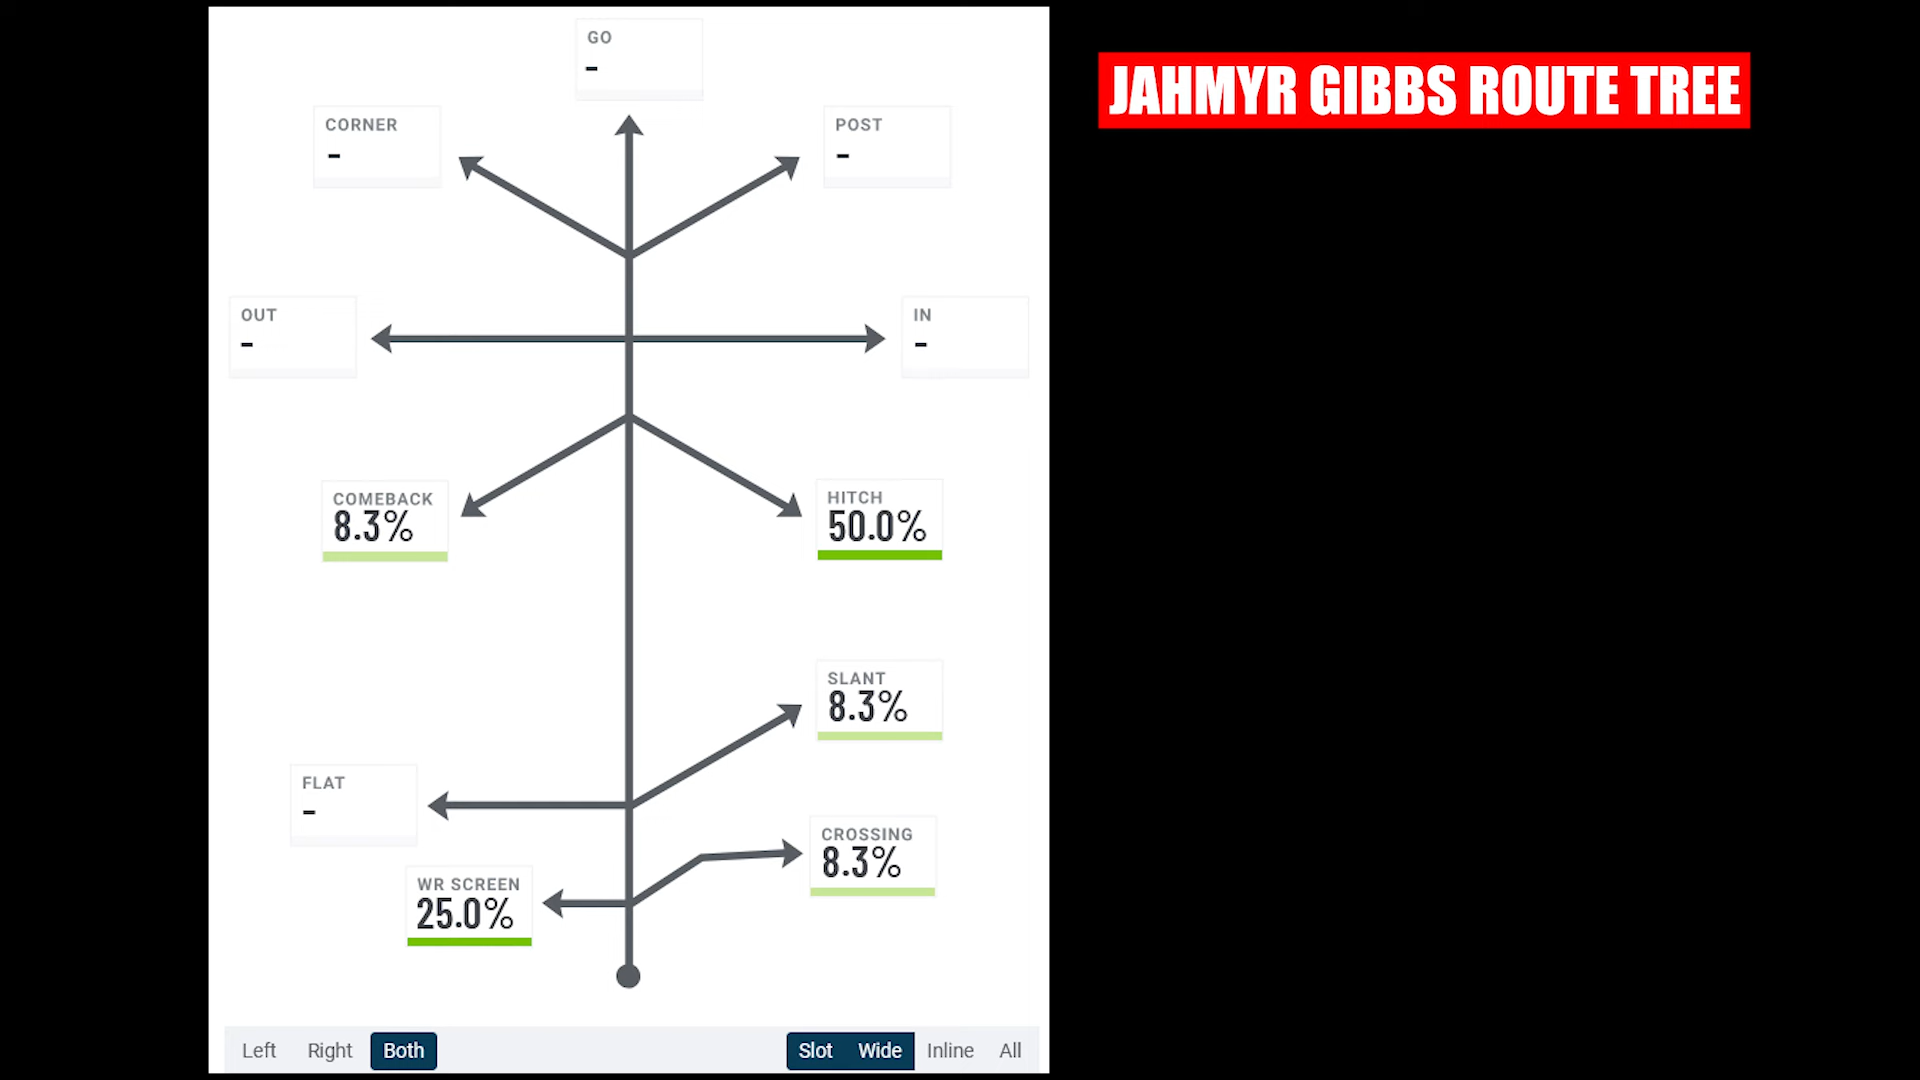 JAHMYR GIBBS ROUTE TREE
GO
-
CORNER
-
POST
-
OUT
-
IN
-
COMEBACK
8.3%
HITCH
50.0%
SLANT
8.3%
FLAT
-
CROSSING
8.3%
WR SCREEN
25.0%
Left Right Both Slot Wide Inline All